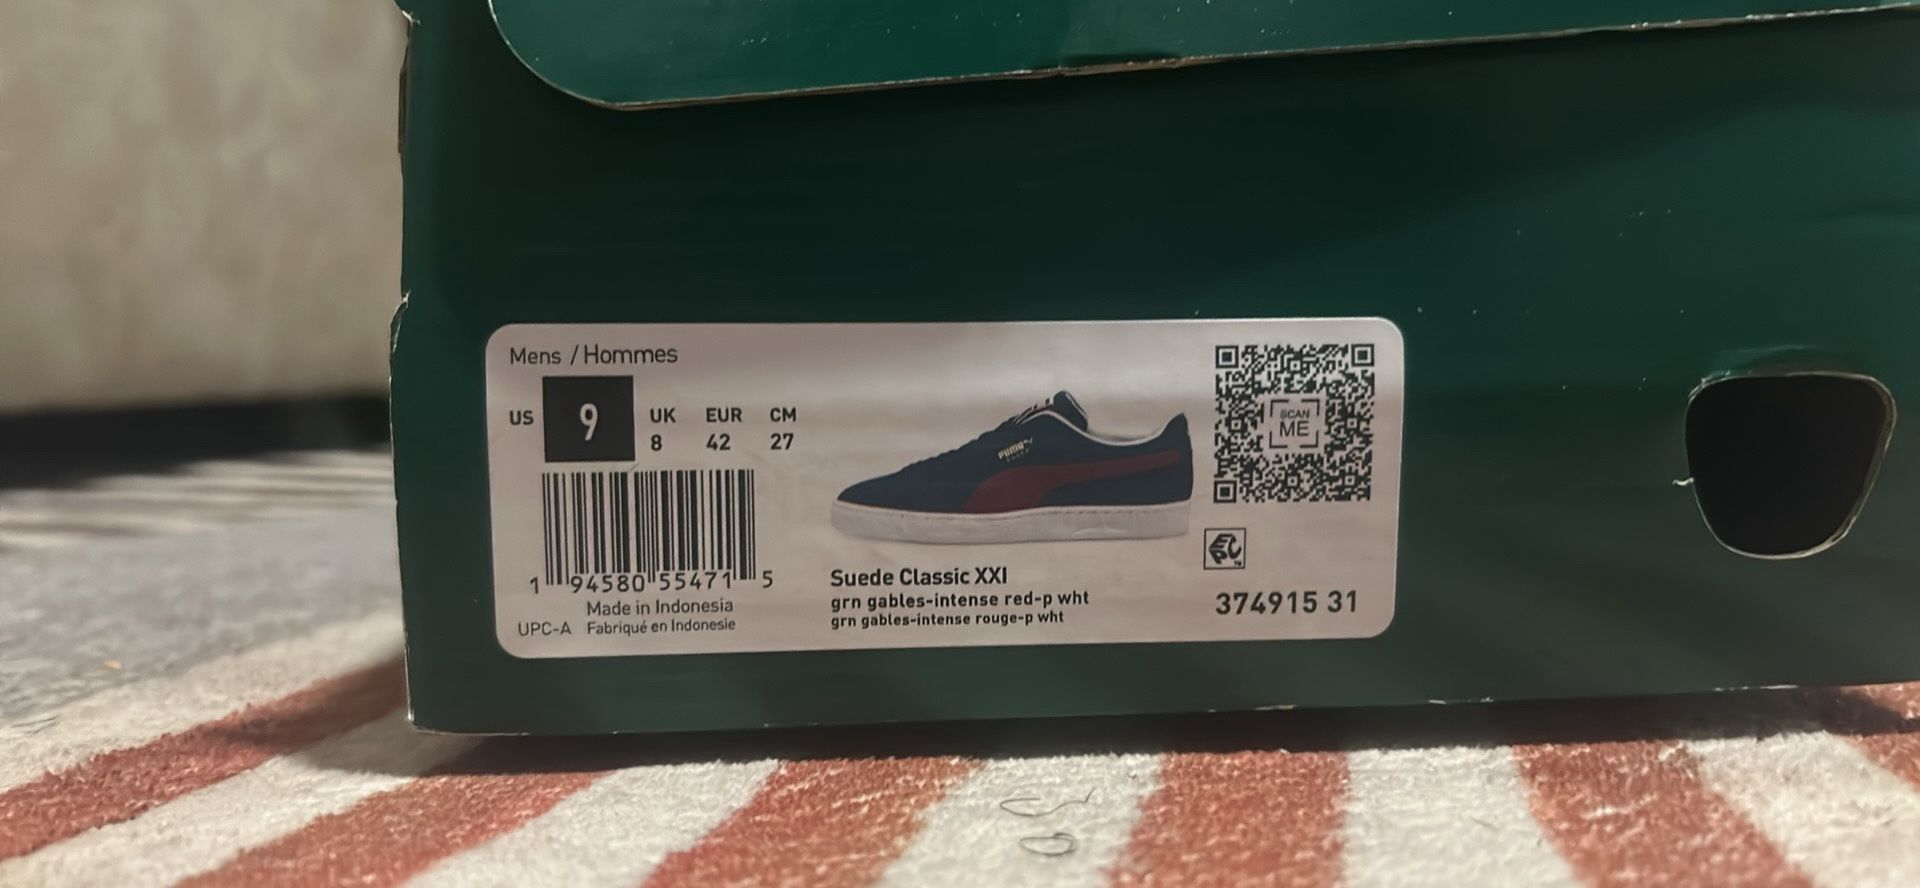 Mens / Hommes
US 9 UK 8 EUR 42 CM 27
SCAN
ME
PUMA
1 94580 55471 5
Made in Indonesia
UPC-A Fabriqué en Indonesie
Suede Classic XXI
grn gables-intense red-p wht
grn gables-intense rouge-p wht
EPC
374915 31